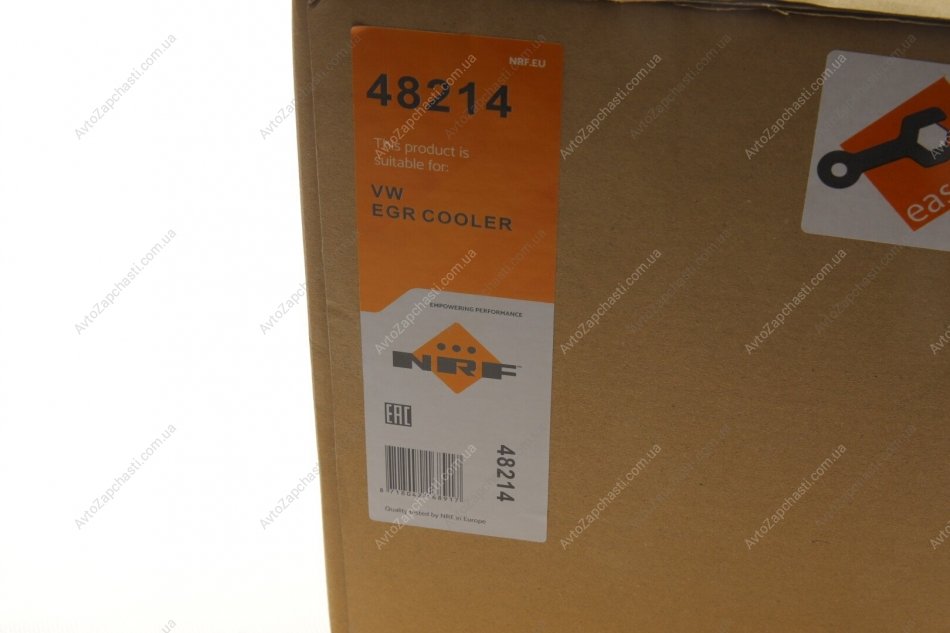 NRF.EU
48214
This product is
suitable for:
VW
EGR COOLER
EMPOWERING PERFORMANCE
NRF
EAC
48214
Quality tested by NRF in Europe
eas
AvtoZapchasti.com.ua